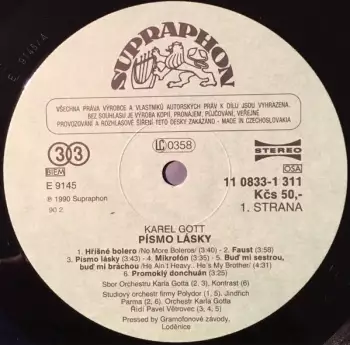 SUPRAPHON
VŠECHNA PRÁVA VÝROBCE A VLASTNÍKŮ AUTORSKÝCH PRÁV K DÍLU JSOU VYHRAZENA.
BEZ SOUHLASU JE VÝROBA KOPIÍ, PRONÁJEM, PŮJČOVÁNÍ, VEŘEJNÉ
PROVOZOVÁNÍ A ROZHLASOVÉ ŠÍŘENÍ TÉTO DESKY ZAKÁZÁNO - MADE IN CZECHOSLOVAKIA
33
BIEM
LC 0358
STEREO
OSA
E 9145
℗ 1990 Supraphon
90 2
11 0833-1 311
Kčs 50,-
1. STRANA
KAREL GOTT
PÍSMO LÁSKY
1. Hříšné bolero (No More Boleros) (3:40) - 2. Faust (3:58)
3. Písmo lásky (3:43) - 4. Mikrofón (3:35) - 5. Buď mi sestrou,
buď mi bráchou (He Ain't Heavy.. He's My Brother) (4:31)
6. Promoklý donchuán (3:25)
Sbor Orchestru Karla Gotta (2, 3), Kontrast (6)
Studiový orchestr firmy Polydor (1, 5), Jindřich
Parma (2, 6), Orchestr Karla Gotta
Řídí Pavel Větrovec (3, 4, 5)
Pressed by Gramofonové závody,
Loděnice